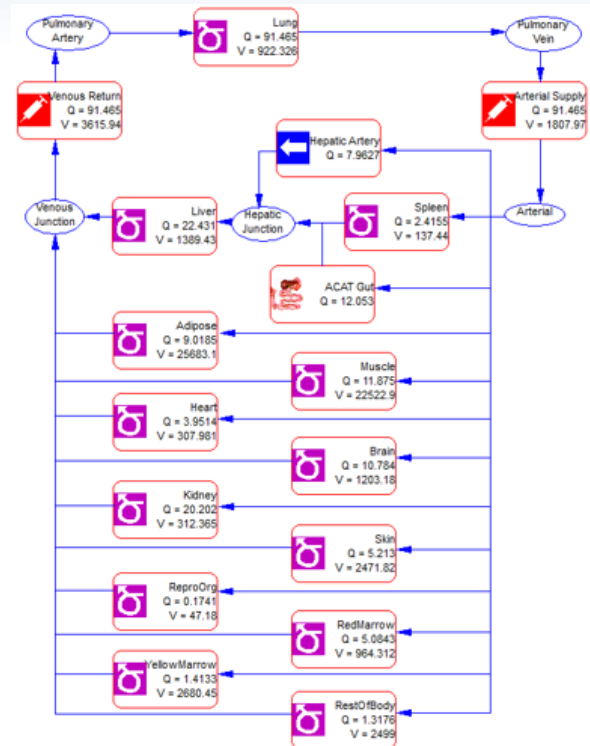 Pulmonary
Artery
Lung
Q = 91.465
V = 922.326
Pulmonary
Vein
Venous Return
Q = 91.465
V = 3615.94
Arterial Supply
Q = 91.465
V = 1807.97
Hepatic Artery
Q = 7.9627
Venous
Junction
Liver
Q = 22.431
V = 1389.43
Hepatic
Junction
Spleen
Q = 2.4155
V = 137.44
Arterial
ACAT Gut
Q = 12.053
Adipose
Q = 9.0185
V = 25683.1
Muscle
Q = 11.875
V = 22522.9
Heart
Q = 3.9514
V = 307.981
Brain
Q = 10.784
V = 1203.18
Kidney
Q = 20.202
V = 312.365
Skin
Q = 5.213
V = 2471.82
ReproOrg
Q = 0.1741
V = 47.18
RedMarrow
Q = 5.0843
V = 964.312
YellowMarrow
Q = 1.4133
V = 2680.45
RestOfBody
Q = 1.3176
V = 2499